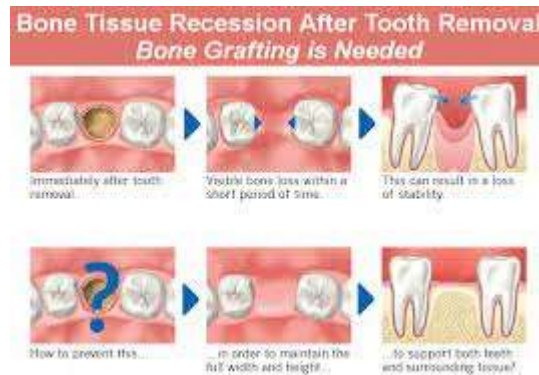 Bone Tissue Recession After Tooth Removal
Bone Grafting is Needed
Immediately after tooth
removal.
Visible bone loss within a
short period of time.
This can result in a loss
of stability.
?
How to prevent this...
...in order to maintain the
full width and height...
...to support both teeth
and surrounding tissue?